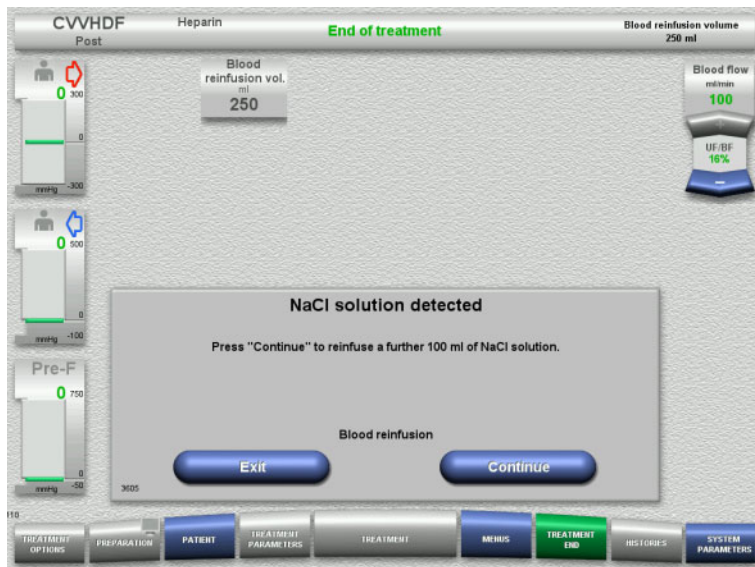 CVVHDF
Post
Heparin
End of treatment
Blood reinfusion volume
250 ml
0
300
0
mmHg
-300
Blood
reinfusion vol.
ml
250
Blood flow
ml/min
100
+
UF/BF
16%
−
0
500
0
mmHg
-100
Pre-F
0
750
0
mmHg
-50
NaCl solution detected
Press "Continue" to reinfuse a further 100 ml of NaCl solution.
Blood reinfusion
Exit
Continue
3605
TREATMENT
OPTIONS
PREPARATION
PATIENT
TREATMENT
PARAMETERS
TREATMENT
MENUS
TREATMENT
END
HISTORIES
SYSTEM
PARAMETERS